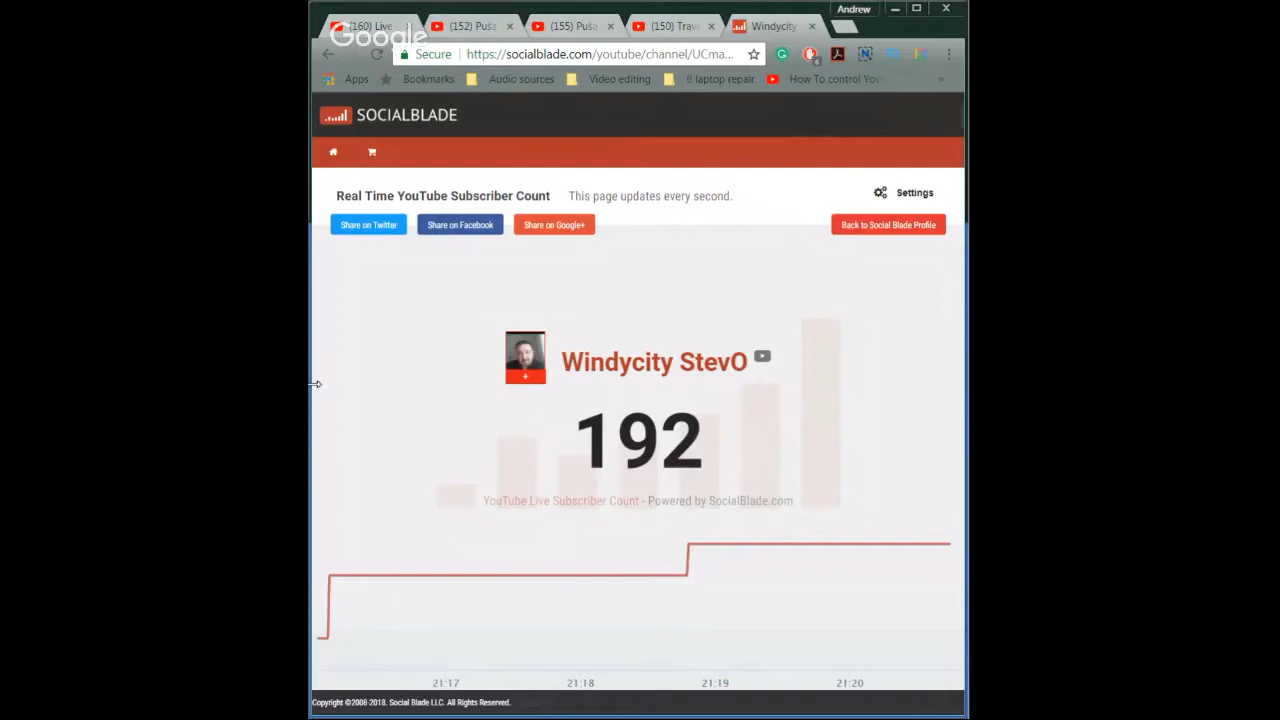 Andrew
(160) Live
(152) Puša
(155) Puša
(150) Trav
Windycity
Google
Secure
https://socialblade.com/youtube/channel/UCma...
6
Apps
Bookmarks
Audio sources
Video editing
!! laptop repair
How To control You
»
SOCIALBLADE
Real Time YouTube Subscriber Count
This page updates every second.
Settings
Share on Twitter
Share on Facebook
Share on Google+
Back to Social Blade Profile
Windycity StevO
+
192
YouTube Live Subscriber Count - Powered by SocialBlade.com
21:17
21:18
21:19
21:20
Copyright ©2008-2018. Social Blade LLC. All Rights Reserved.